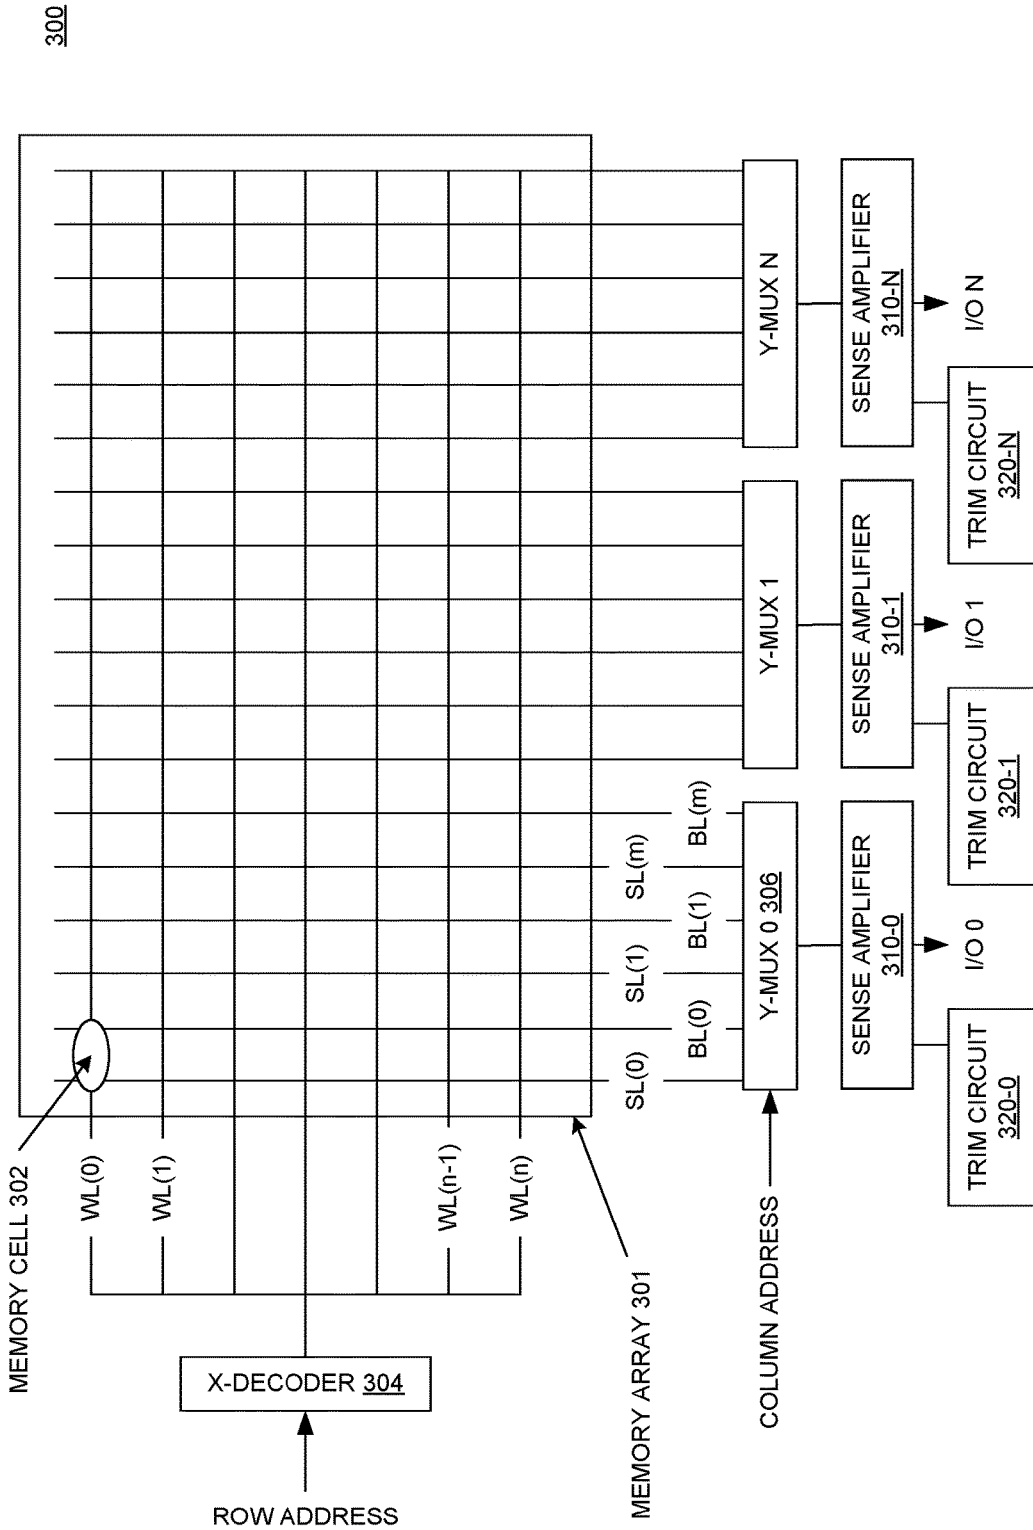 300
MEMORY CELL 302
WL(0)
WL(1)
WL(n-1)
WL(n)
X-DECODER 304
ROW ADDRESS
MEMORY ARRAY 301
SL(0)
BL(0)
SL(1)
BL(1)
SL(m)
BL(m)
COLUMN ADDRESS
Y-MUX 0 306
Y-MUX 1
Y-MUX N
SENSE AMPLIFIER
310-0
SENSE AMPLIFIER
310-1
SENSE AMPLIFIER
310-N
I/O 0
I/O 1
I/O N
TRIM CIRCUIT
320-0
TRIM CIRCUIT
320-1
TRIM CIRCUIT
320-N